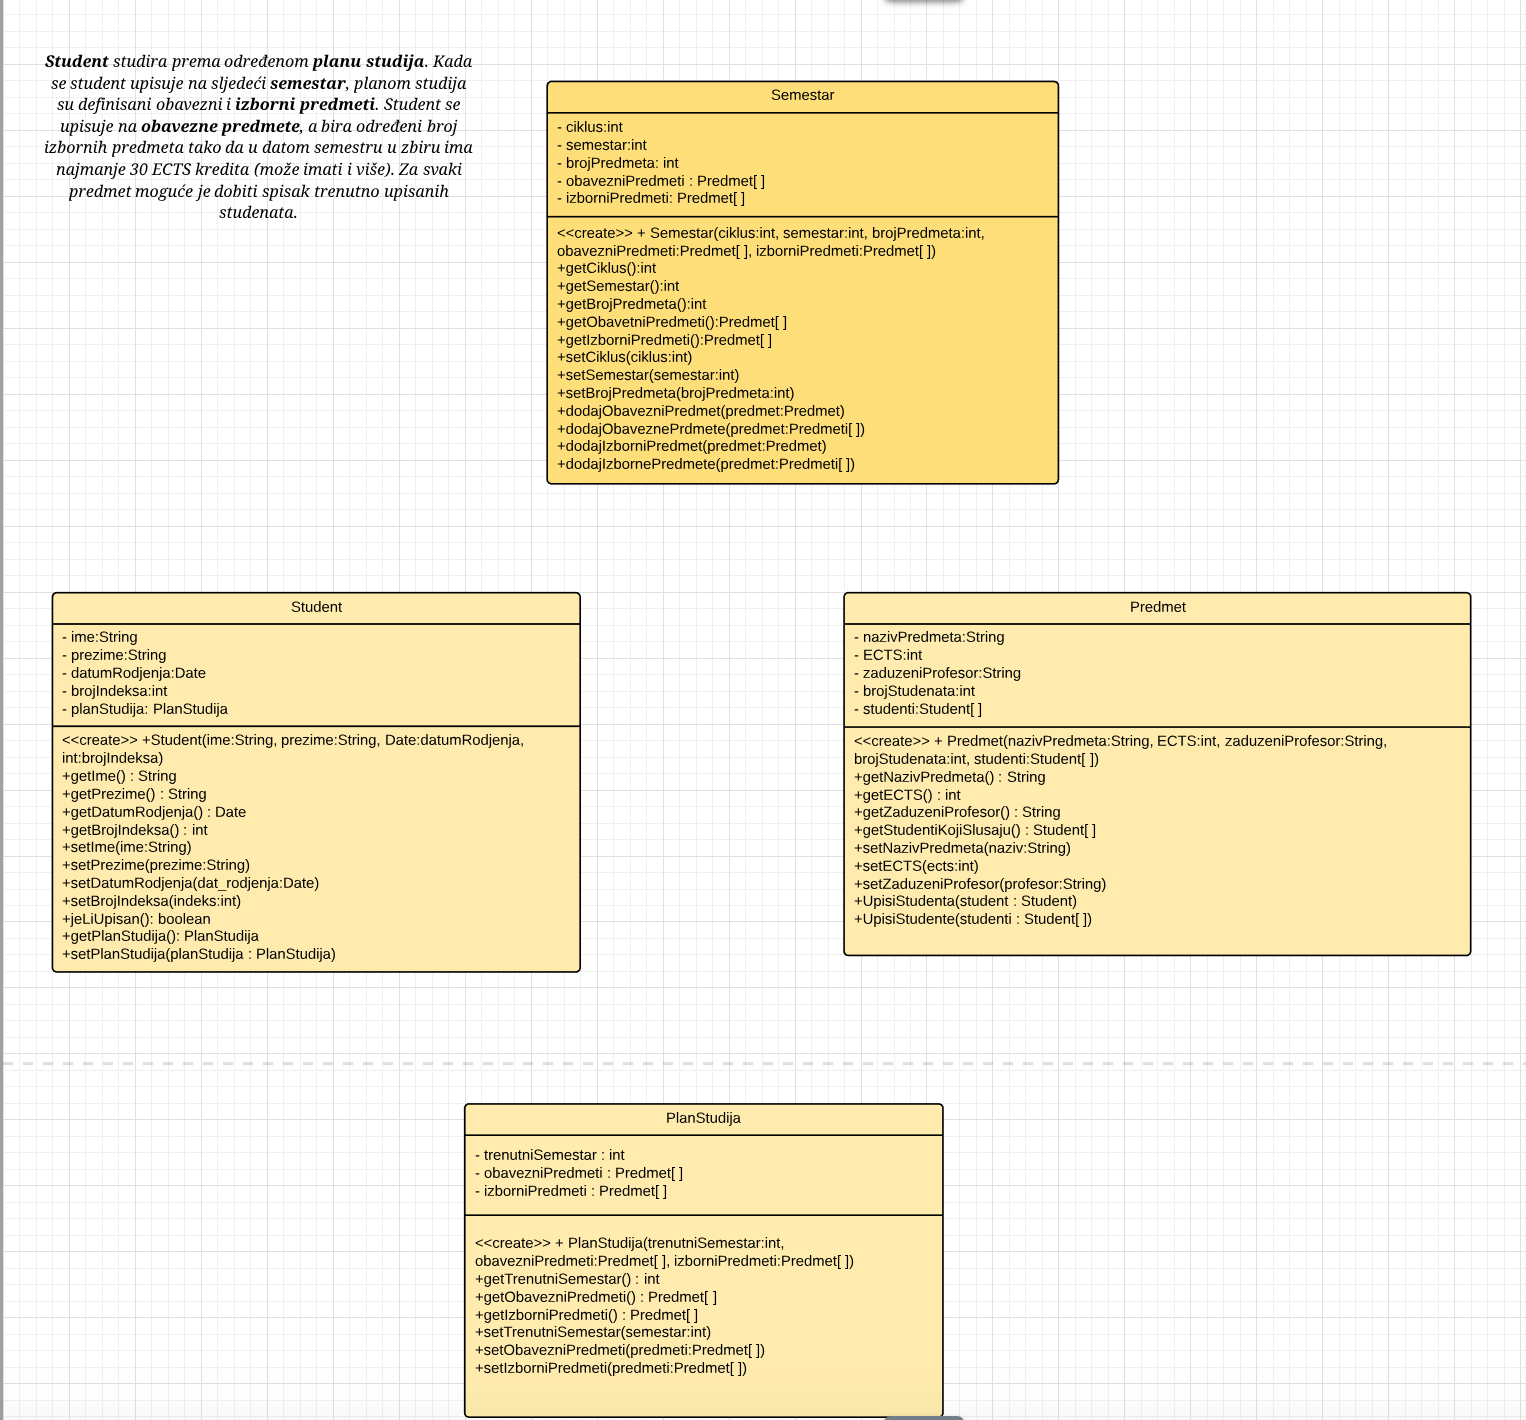 Student studira prema određenom planu studija. Kada
se student upisuje na sljedeći semestar, planom studija
su definisani obavezni i izborni predmeti. Student se
upisuje na obavezne predmete, a bira određeni broj
izbornih predmeta tako da u datom semestru u zbiru ima
najmanje 30 ECTS kredita (može imati i više). Za svaki
predmet moguće je dobiti spisak trenutno upisanih
studenata.
Semestar
- ciklus:int
- semestar:int
- brojPredmeta: int
- obavezniPredmeti : Predmet[ ]
- izborniPredmeti: Predmet[ ]
<<create>> + Semestar(ciklus:int, semestar:int, brojPredmeta:int,
obavezniPredmeti:Predmet[ ], izborniPredmeti:Predmet[ ])
+getCiklus():int
+getSemestar():int
+getBrojPredmeta():int
+getObavetniPredmeti():Predmet[ ]
+getIzborniPredmeti():Predmet[ ]
+setCiklus(ciklus:int)
+setSemestar(semestar:int)
+setBrojPredmeta(brojPredmeta:int)
+dodajObavezniPredmet(predmet:Predmet)
+dodajObaveznePrdmete(predmet:Predmeti[ ])
+dodajIzborniPredmet(predmet:Predmet)
+dodajIzbornePredmete(predmet:Predmeti[ ])
Student
- ime:String
- prezime:String
- datumRodjenja:Date
- brojIndeksa:int
- planStudija: PlanStudija
<<create>> +Student(ime:String, prezime:String, Date:datumRodjenja,
int:brojIndeksa)
+getIme() : String
+getPrezime() : String
+getDatumRodjenja() : Date
+getBrojIndeksa() : int
+setIme(ime:String)
+setPrezime(prezime:String)
+setDatumRodjenja(dat_rodjenja:Date)
+setBrojIndeksa(indeks:int)
+jeLiUpisan(): boolean
+getPlanStudija(): PlanStudija
+setPlanStudija(planStudija : PlanStudija)
Predmet
- nazivPredmeta:String
- ECTS:int
- zaduzeniProfesor:String
- brojStudenata:int
- studenti:Student[ ]
<<create>> + Predmet(nazivPredmeta:String, ECTS:int, zaduzeniProfesor:String,
brojStudenata:int, studenti:Student[ ])
+getNazivPredmeta() : String
+getECTS() : int
+getZaduzeniProfesor() : String
+getStudentiKojiSlusaju() : Student[ ]
+setNazivPredmeta(naziv:String)
+setECTS(ects:int)
+setZaduzeniProfesor(profesor:String)
+UpisiStudenta(student : Student)
+UpisiStudente(studenti : Student[ ])
PlanStudija
- trenutniSemestar : int
- obavezniPredmeti : Predmet[ ]
- izborniPredmeti : Predmet[ ]
<<create>> + PlanStudija(trenutniSemestar:int,
obavezniPredmeti:Predmet[ ], izborniPredmeti:Predmet[ ])
+getTrenutniSemestar() : int
+getObavezniPredmeti() : Predmet[ ]
+getIzborniPredmeti() : Predmet[ ]
+setTrenutniSemestar(semestar:int)
+setObavezniPredmeti(predmeti:Predmet[ ])
+setIzborniPredmeti(predmeti:Predmet[ ])